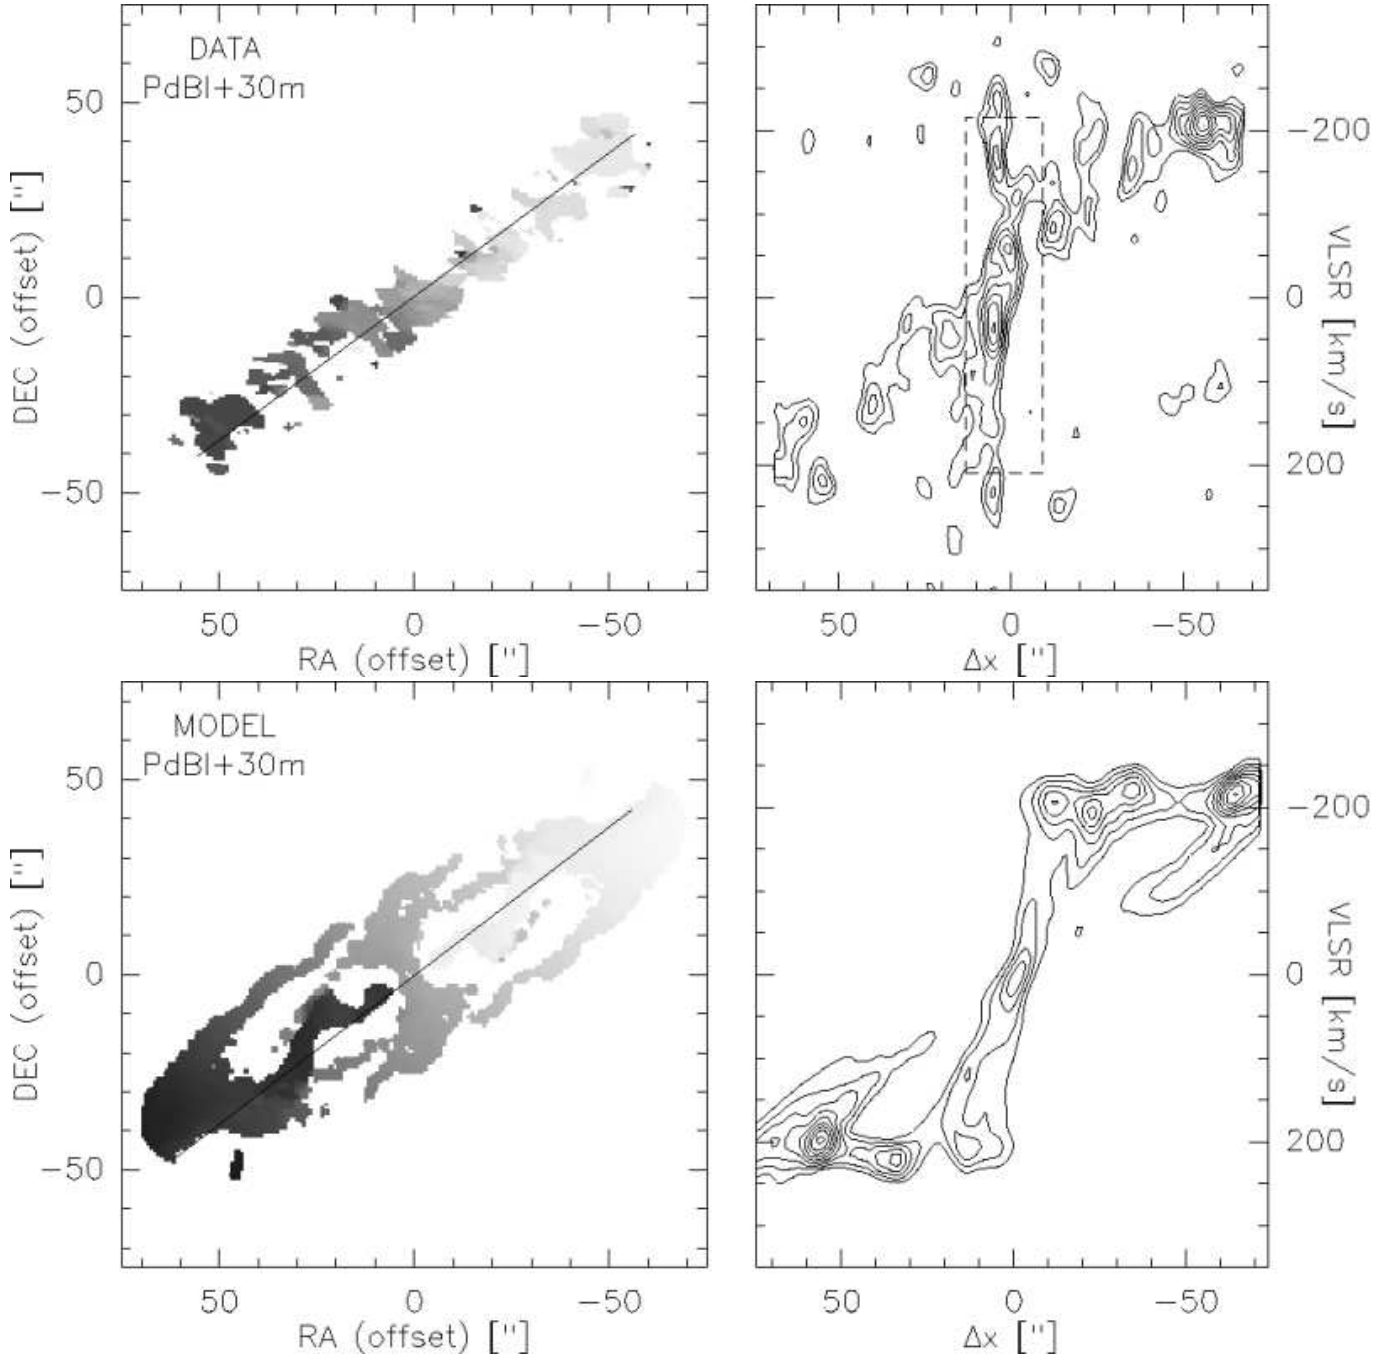 DATA
PdBI+30m
50
0
−50
DEC (offset) ["]
50
0
−50
RA (offset) ["]
−200
0
200
VLSR [km/s]
50
0
−50
Δx ["]
MODEL
PdBI+30m
50
0
−50
DEC (offset) ["]
50
0
−50
RA (offset) ["]
−200
0
200
VLSR [km/s]
50
0
−50
Δx ["]